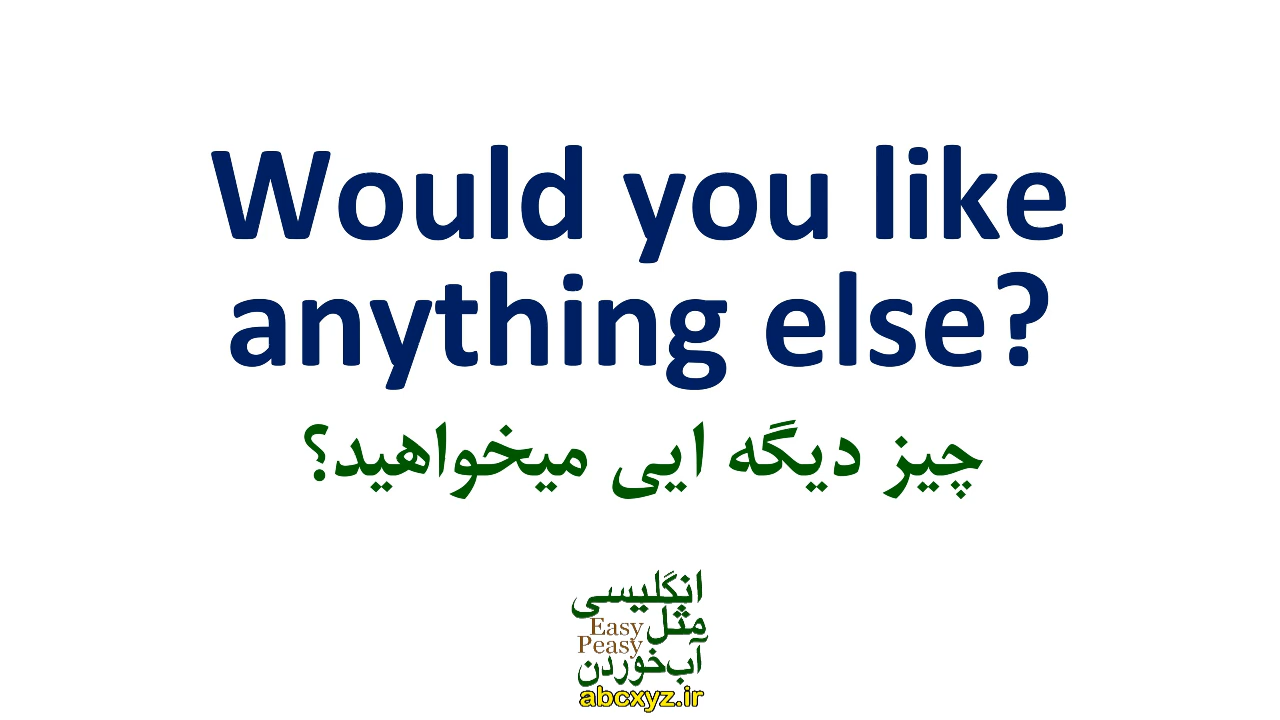 Would you like
anything else?
چیز دیگه ایی میخواهید؟
انگلیسی
مثل
Easy
Peasy
آب‌خوردن
abcxyz.ir